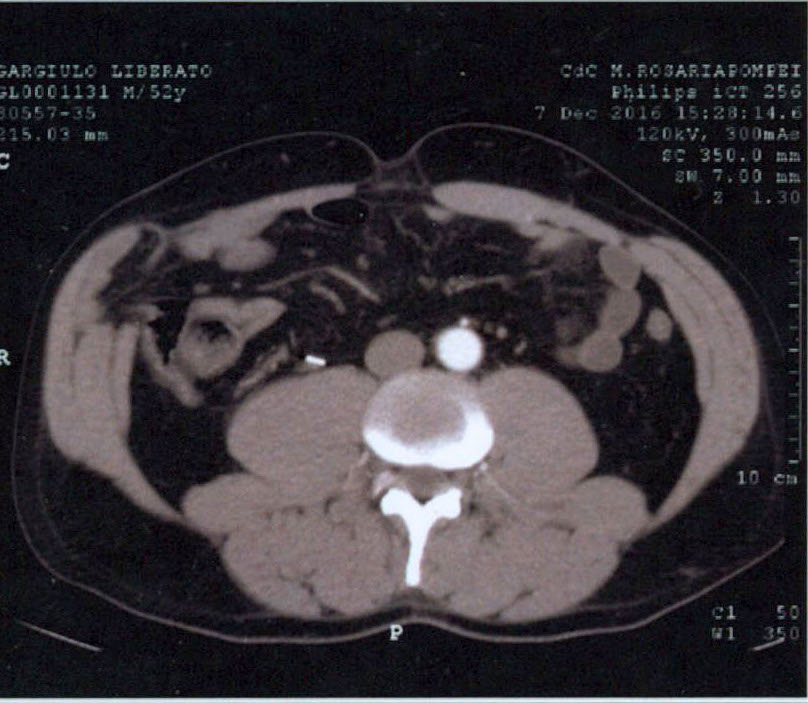 GARGIULO LIBERATO
GL0001131 M/52y
80557-35
215.03 mm
C
CdC M.ROSARIAPOMPEI
Philips iCT 256
7 Dec 2016 15:28:14.6
120kV, 300mAs
SC 350.0 mm
SW 7.00 mm
Z 1.30
R
10 cm
P
C1 50
W1 350